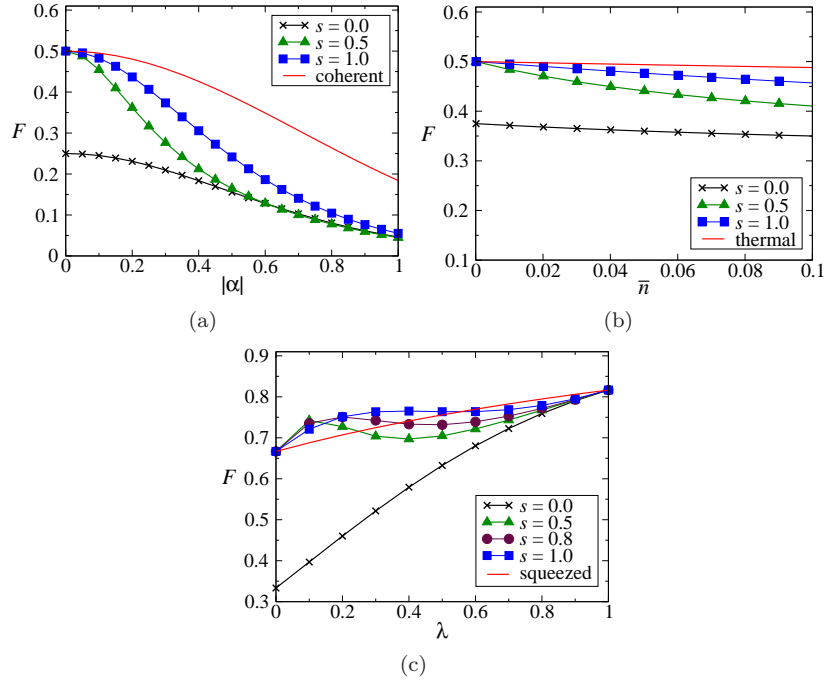 0.6
0.5
0.4
0.3
0.2
0.1
0
F
0 0.2 0.4 0.6 0.8 1
|α|
s = 0.0
s = 0.5
s = 1.0
coherent
(a)
0.6
0.5
0.4
0.3
0.2
0.1
F
0 0.02 0.04 0.06 0.08 0.1
n̅
s = 0.0
s = 0.5
s = 1.0
thermal
(b)
0.9
0.8
0.7
0.6
0.5
0.4
0.3
F
0 0.2 0.4 0.6 0.8 1
λ
s = 0.0
s = 0.5
s = 0.8
s = 1.0
squeezed
(c)